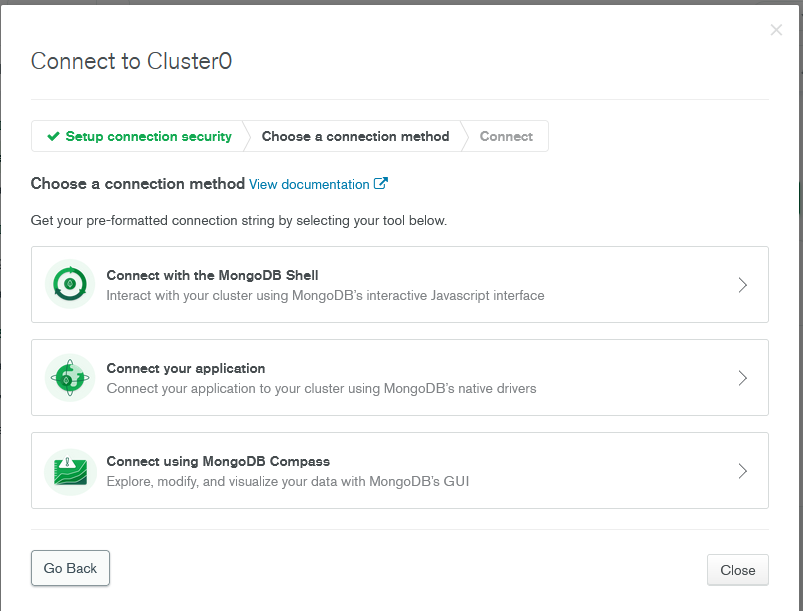 Connect to Cluster0
Setup connection security
Choose a connection method
Connect
Choose a connection method View documentation
Get your pre-formatted connection string by selecting your tool below.
Connect with the MongoDB Shell
Interact with your cluster using MongoDB's interactive Javascript interface
Connect your application
Connect your application to your cluster using MongoDB's native drivers
Connect using MongoDB Compass
Explore, modify, and visualize your data with MongoDB's GUI
Go Back
Close